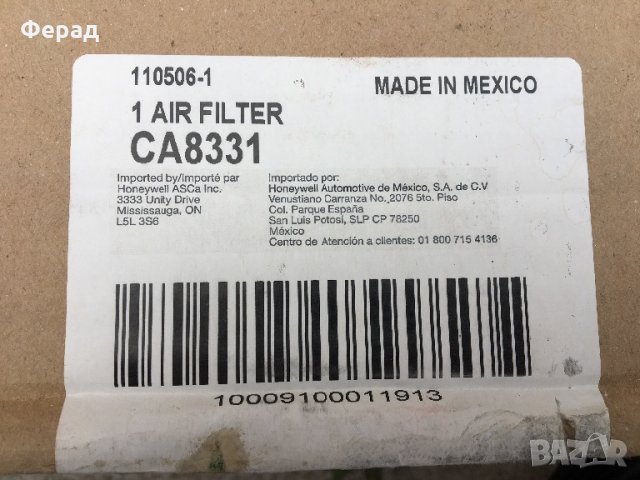 Ферад
110506-1
MADE IN MEXICO
1 AIR FILTER
CA8331
Imported by/Importé par
Honeywell ASCa Inc.
3333 Unity Drive
Mississauga, ON
L5L 3S6
Importado por:
Honeywell Automotive de México, S.A. de C.V
Venustiano Carranza No.,2076 5to. Piso
Col. Parque España
San Luis Potosi, SLP CP 78250
México
Centro de Atención a clientes: 01 800 715 4136
10009100011913
BAZAR